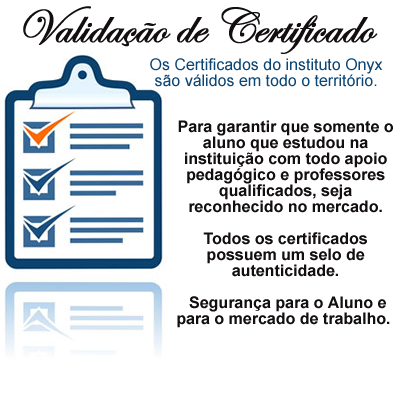 Validação de Certificado
Os Certificados do instituto Onyx
são válidos em todo o território.
Para garantir que somente o
aluno que estudou na
instituição com todo apoio
pedagógico e professores
qualificados, seja
reconhecido no mercado.
Todos os certificados
possuem um selo de
autenticidade.
Segurança para o Aluno e
para o mercado de trabalho.